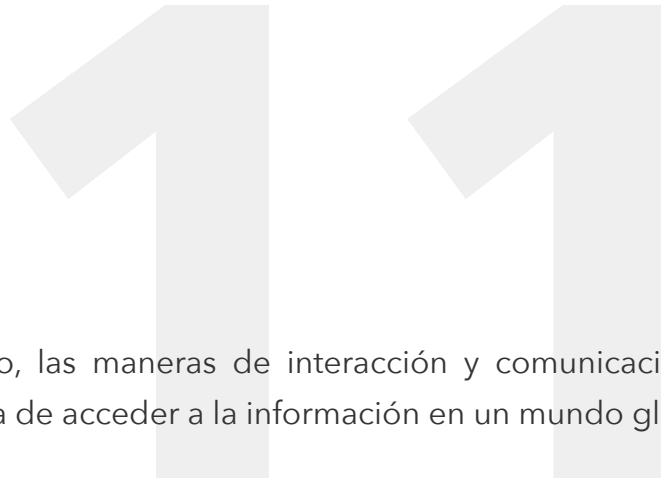 11
o, las maneras de interacción y comunicaci
a de acceder a la información en un mundo gl